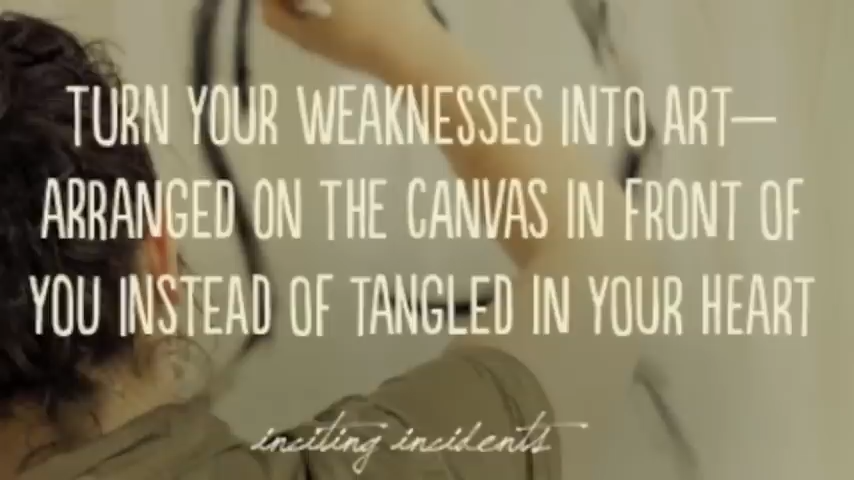 TURN YOUR WEAKNESSES INTO ART—
ARRANGED ON THE CANVAS IN FRONT OF
YOU INSTEAD OF TANGLED IN YOUR HEART
inciting incidents